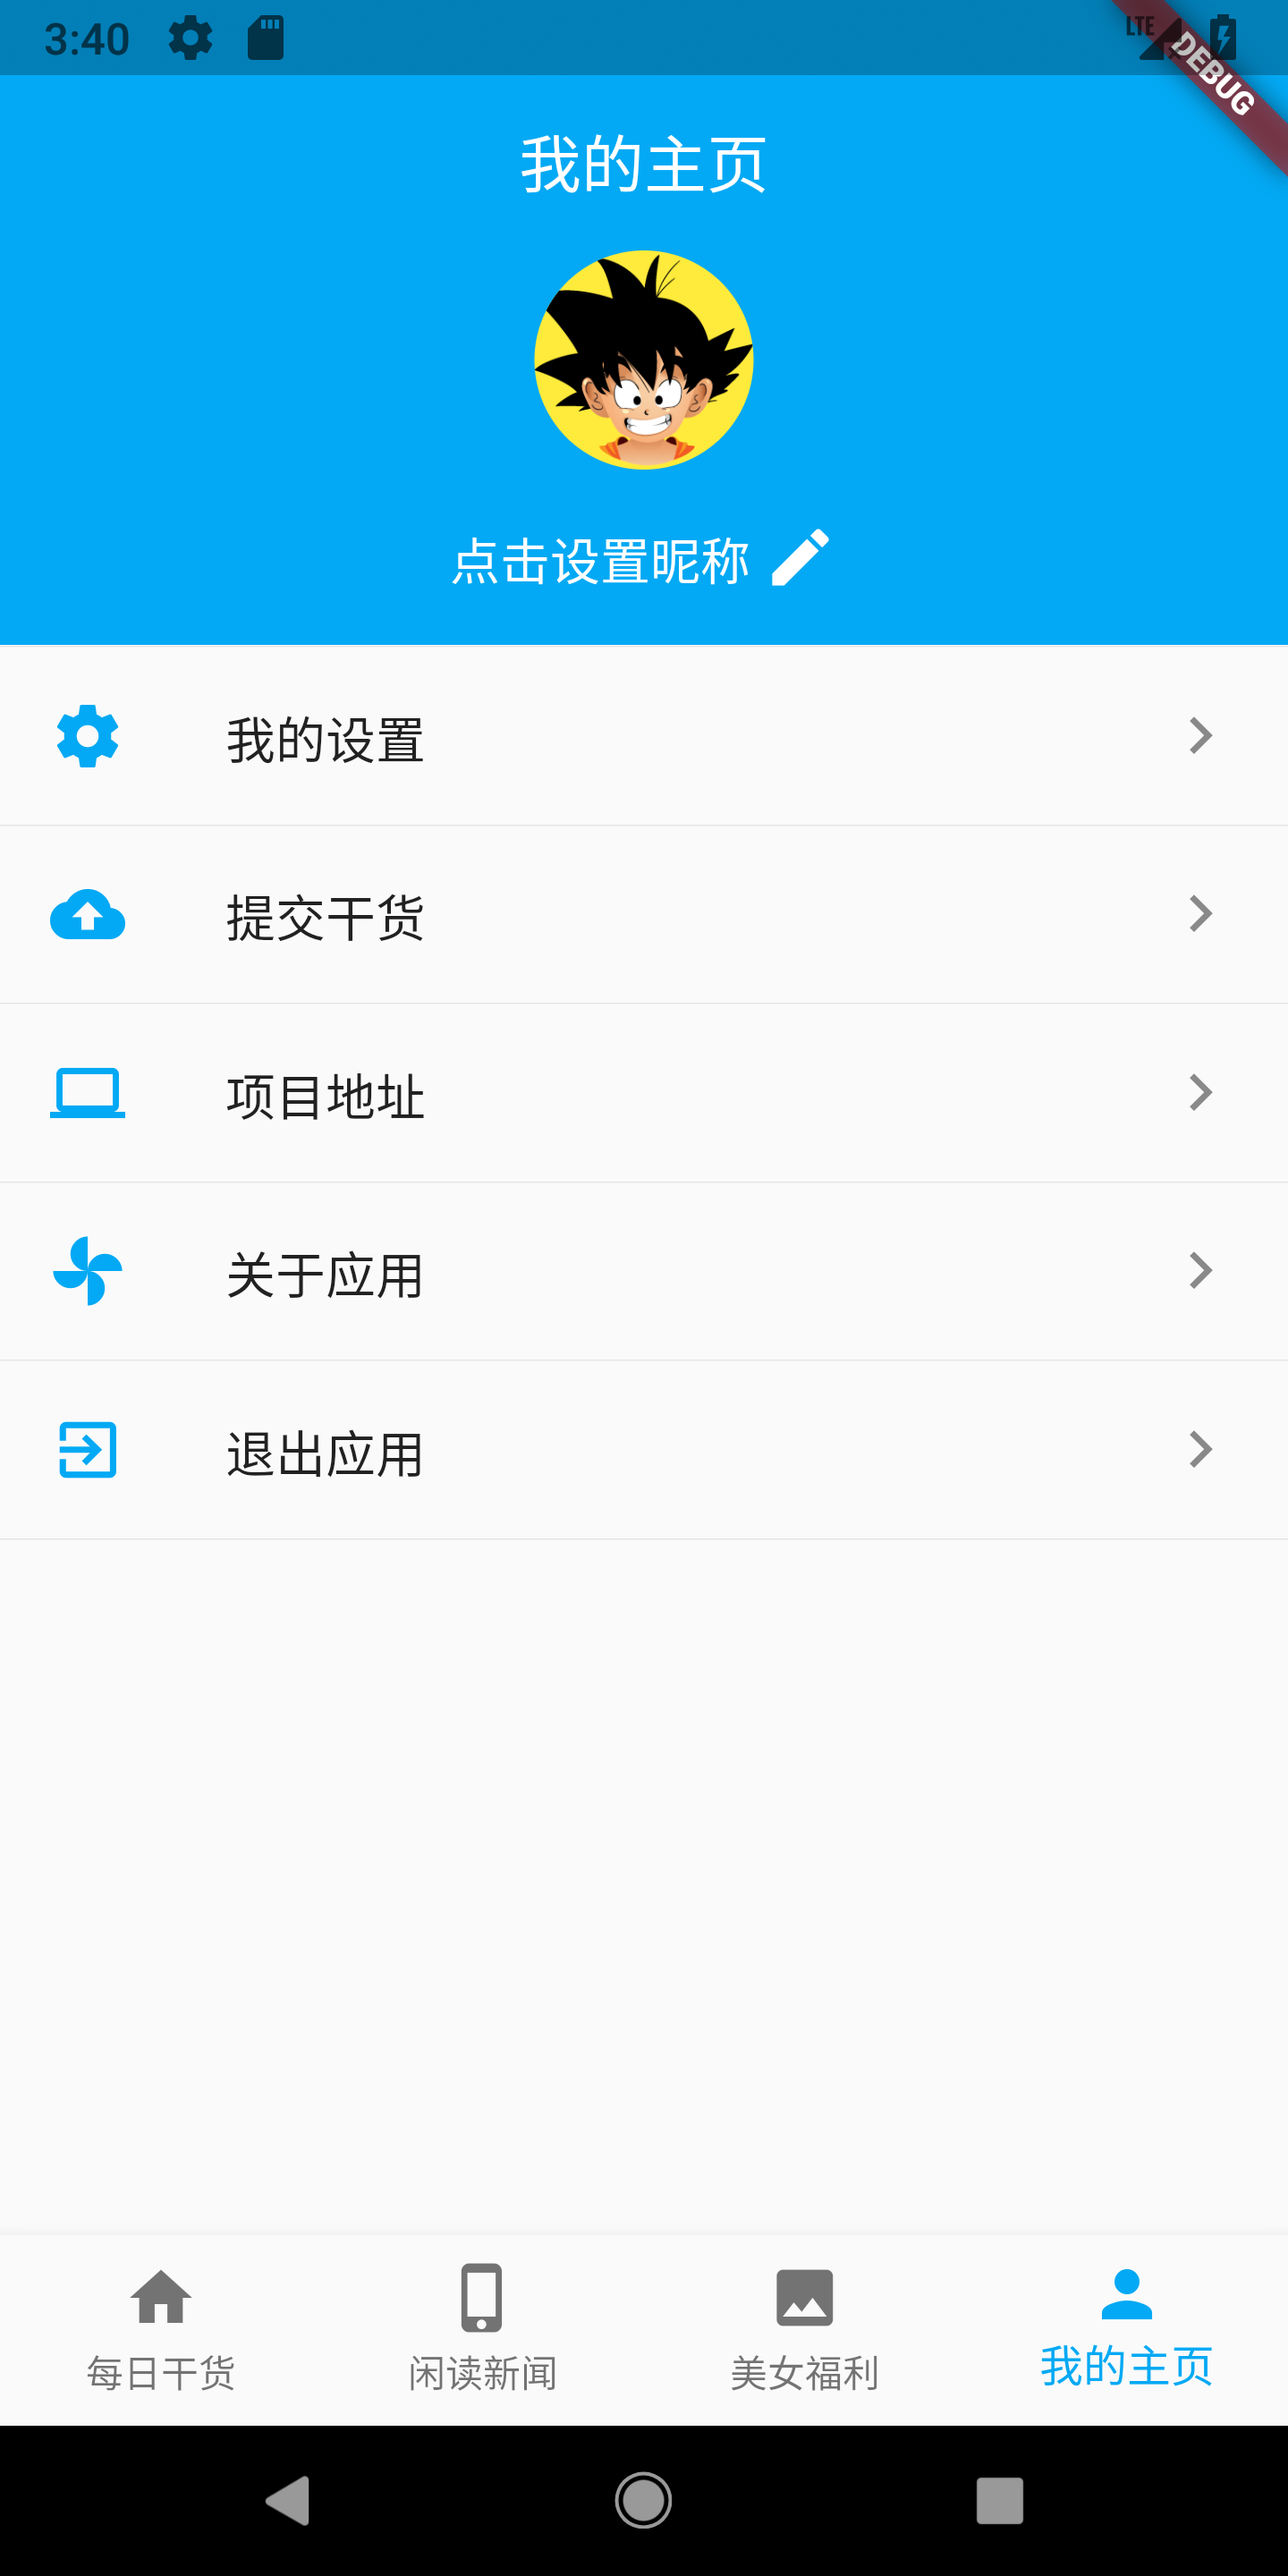 3:40
LTE
DEBUG
我的主页
点击设置昵称
我的设置
提交干货
项目地址
关于应用
退出应用
每日干货
闲读新闻
美女福利
我的主页